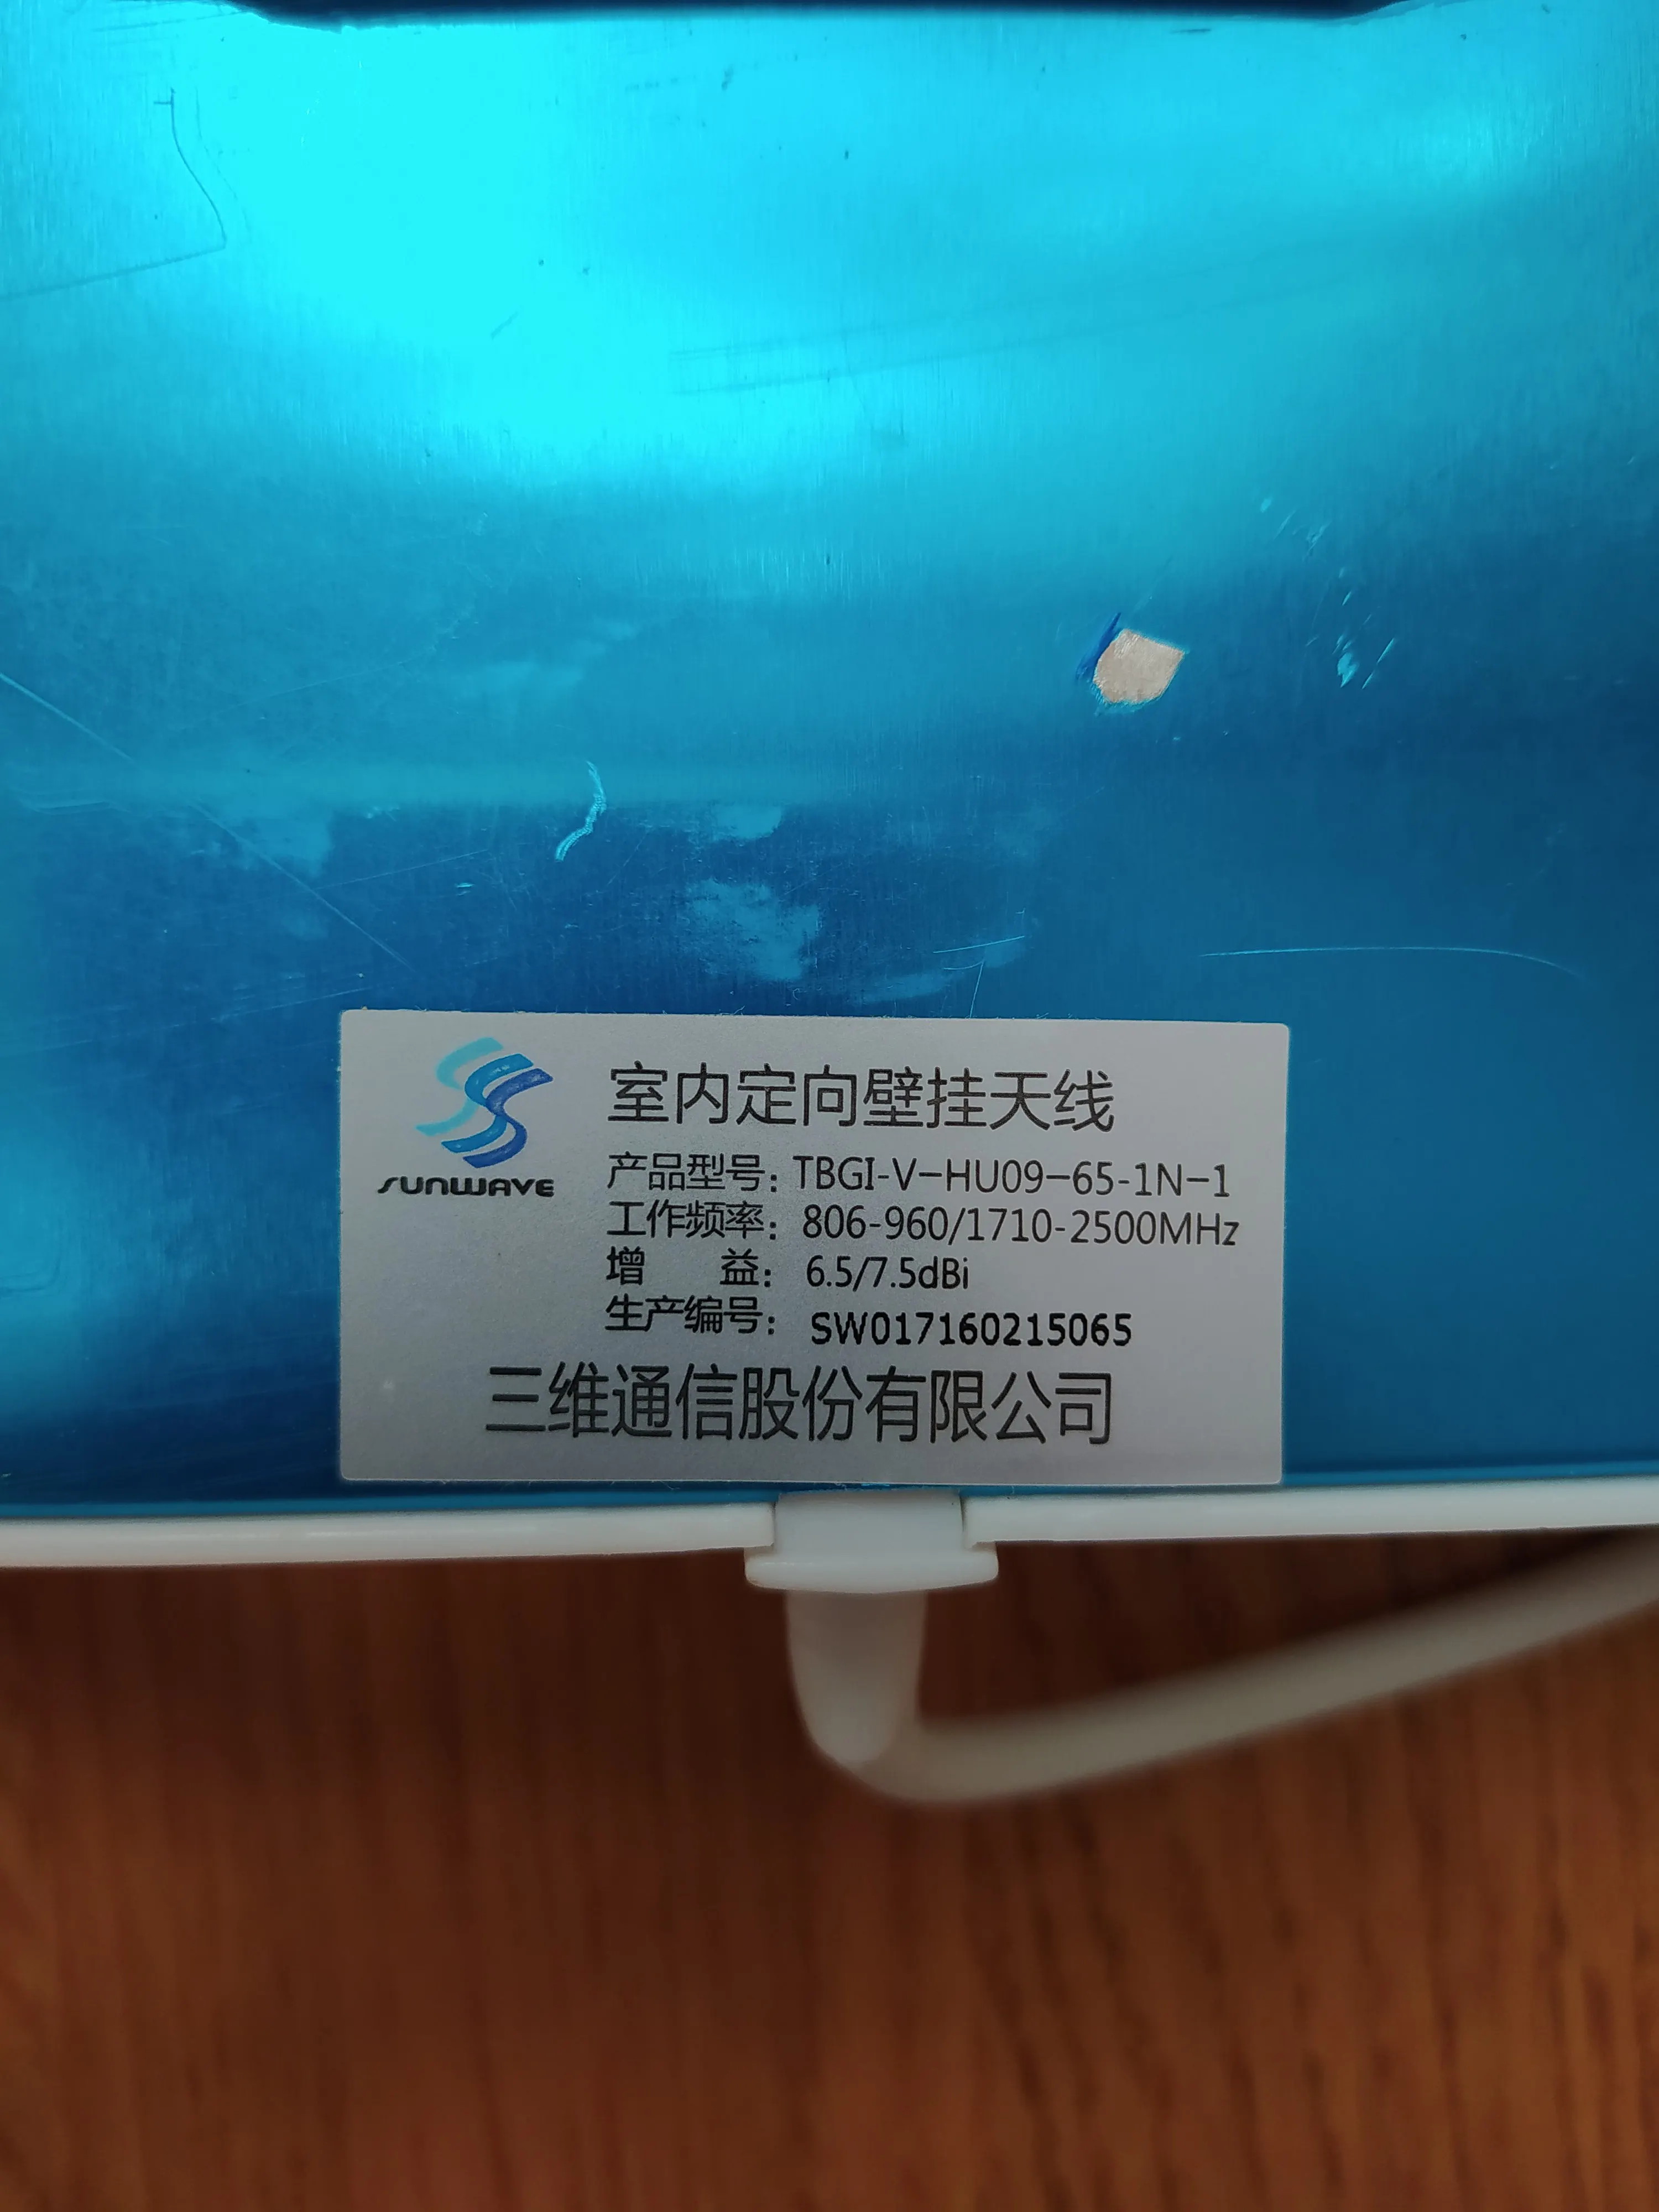 SUNWAVE
室内定向壁挂天线
产品型号：TBGI-V-HU09-65-1N-1
工作频率：806-960/1710-2500MHz
增 益：6.5/7.5dBi
生产编号：SW017160215065
三维通信股份有限公司